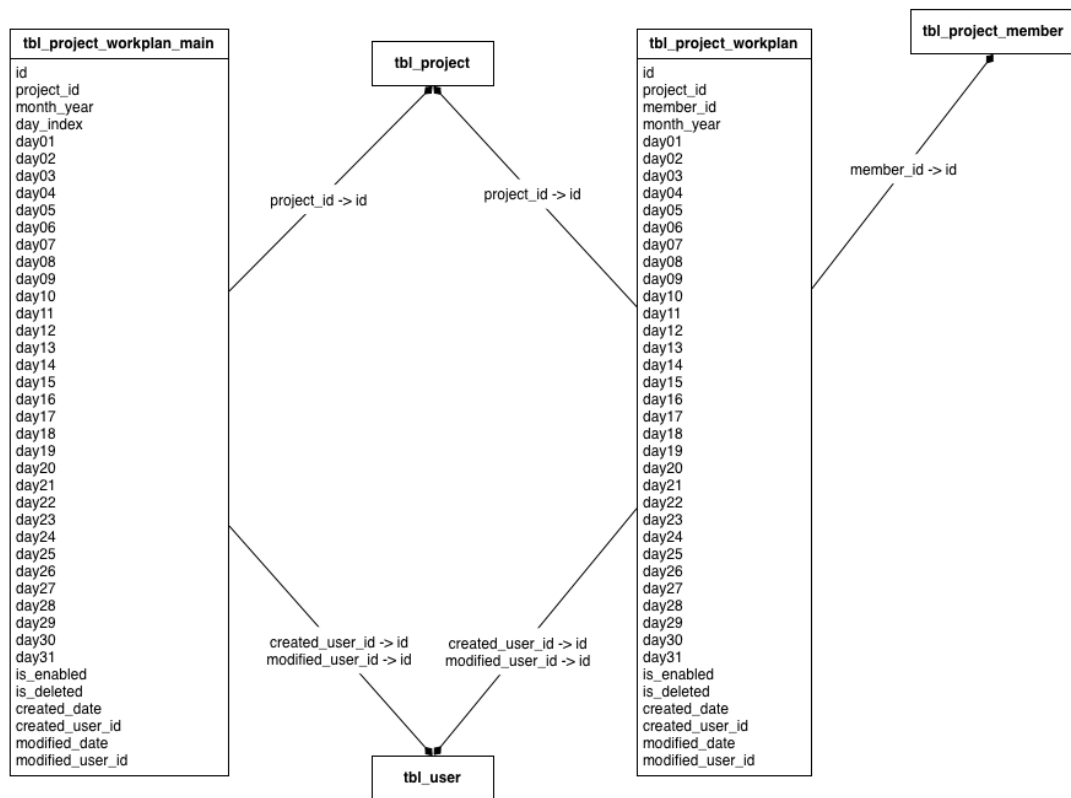 tbl_project_workplan_main
id
project_id
month_year
day_index
day01
day02
day03
day04
day05
day06
day07
day08
day09
day10
day11
day12
day13
day14
day15
day16
day17
day18
day19
day20
day21
day22
day23
day24
day25
day26
day27
day28
day29
day30
day31
is_enabled
is_deleted
created_date
created_user_id
modified_date
modified_user_id
tbl_project
project_id -> id
project_id -> id
created_user_id -> id
modified_user_id -> id
created_user_id -> id
modified_user_id -> id
tbl_user
tbl_project_workplan
id
project_id
member_id
month_year
day01
day02
day03
day04
day05
day06
day07
day08
day09
day10
day11
day12
day13
day14
day15
day16
day17
day18
day19
day20
day21
day22
day23
day24
day25
day26
day27
day28
day29
day30
day31
is_enabled
is_deleted
created_date
created_user_id
modified_date
modified_user_id
tbl_project_member
member_id -> id